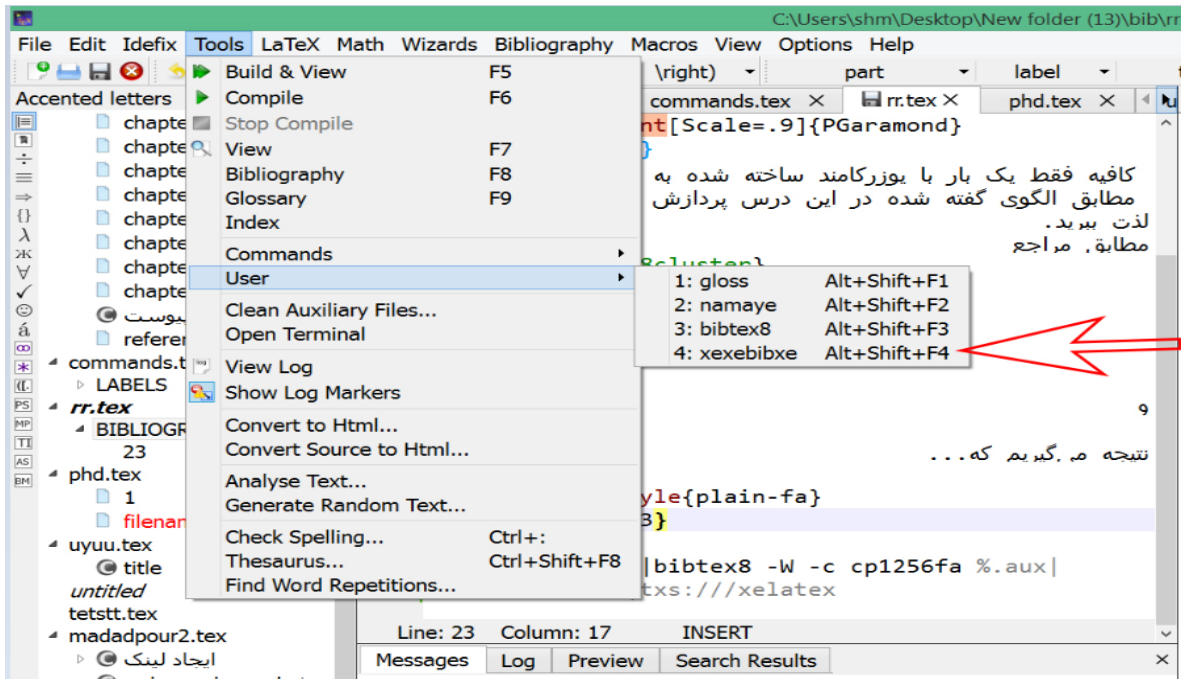 C:\Users\shm\Desktop\New folder (13)\bib\rr
File Edit Idefix Tools LaTeX Math Wizards Bibliography Macros View Options Help
\right) part label
Accented letters
commands.tex rr.tex phd.tex
Build & View F5
Compile F6
Stop Compile
View F7
Bibliography F8
Glossary F9
Index
Commands
User
Clean Auxiliary Files...
Open Terminal
View Log
Show Log Markers
Convert to Html...
Convert Source to Html...
Analyse Text...
Generate Random Text...
Check Spelling... Ctrl+:
Thesaurus... Ctrl+Shift+F8
Find Word Repetitions...
1: gloss Alt+Shift+F1
2: namaye Alt+Shift+F2
3: bibtex8 Alt+Shift+F3
4: xexebibxe Alt+Shift+F4
chapte
chapte
chapte
chapte
chapte
chapte
chapte
chapte
پیوست
referer
commands.t
LABELS
rr.tex
BIBLIOGR
23
phd.tex
1
filenan
uyuu.tex
title
untitled
tetstt.tex
madadpour2.tex
ایجاد لینک
nt[Scale=.9]{PGaramond}
}
کافیه فقط یک بار با یوزرکامند ساخته شده به
مطابق الگوی گفته شده در این درس پردازش
لذت ببرید.
مطابق مراجع
8cluster}
و
نتیجه می‌گیریم که...
yle{plain-fa}
3}
|bibtex8 -W -c cp1256fa %.aux|
txs:///xelatex
Line: 23 Column: 17 INSERT
Messages Log Preview Search Results